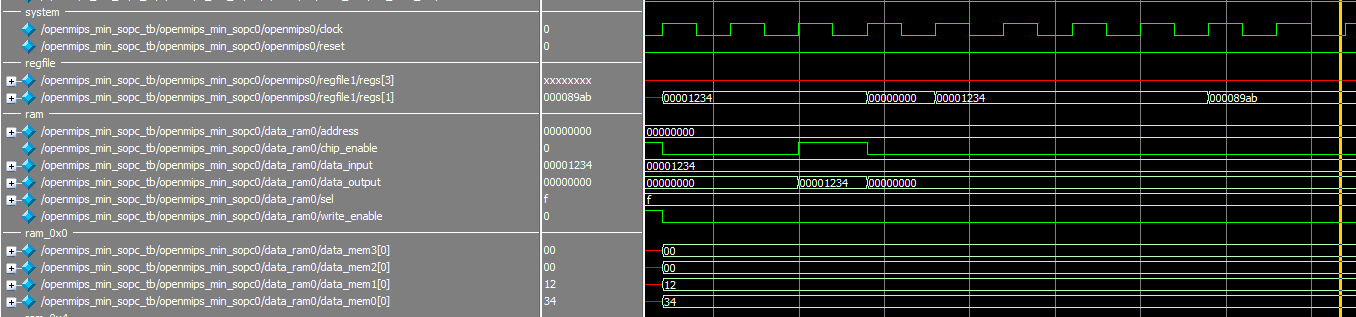 system
/openmips_min_sopc_tb/openmips_min_sopc0/openmips0/clock 0
/openmips_min_sopc_tb/openmips_min_sopc0/openmips0/reset 0
regfile
/openmips_min_sopc_tb/openmips_min_sopc0/openmips0/regfile1/regs[3] xxxxxxxx
/openmips_min_sopc_tb/openmips_min_sopc0/openmips0/regfile1/regs[1] 000089ab 00001234 00000000 00001234 000089ab
ram
/openmips_min_sopc_tb/openmips_min_sopc0/data_ram0/address 00000000 00000000
/openmips_min_sopc_tb/openmips_min_sopc0/data_ram0/chip_enable 0
/openmips_min_sopc_tb/openmips_min_sopc0/data_ram0/data_input 00001234 00001234
/openmips_min_sopc_tb/openmips_min_sopc0/data_ram0/data_output 00000000 00000000 00001234 00000000
/openmips_min_sopc_tb/openmips_min_sopc0/data_ram0/sel f f
/openmips_min_sopc_tb/openmips_min_sopc0/data_ram0/write_enable 0
ram_0x0
/openmips_min_sopc_tb/openmips_min_sopc0/data_ram0/data_mem3[0] 00 00
/openmips_min_sopc_tb/openmips_min_sopc0/data_ram0/data_mem2[0] 00 00
/openmips_min_sopc_tb/openmips_min_sopc0/data_ram0/data_mem1[0] 12 12
/openmips_min_sopc_tb/openmips_min_sopc0/data_ram0/data_mem0[0] 34 34